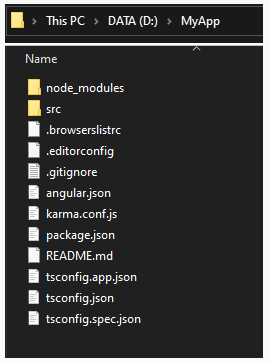 This PC > DATA (D:) > MyApp
Name
node_modules
src
.browserslistrc
.editorconfig
.gitignore
angular.json
karma.conf.js
package.json
README.md
tsconfig.app.json
tsconfig.json
tsconfig.spec.json